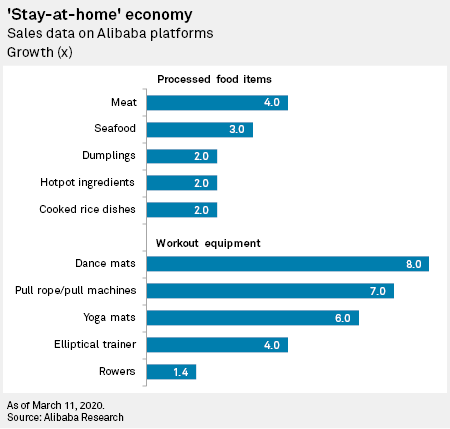 'Stay-at-home' economy
Sales data on Alibaba platforms
Growth (x)
Processed food items
Meat 4.0
Seafood 3.0
Dumplings 2.0
Hotpot ingredients 2.0
Cooked rice dishes 2.0
Workout equipment
Dance mats 8.0
Pull rope/pull machines 7.0
Yoga mats 6.0
Elliptical trainer 4.0
Rowers 1.4
As of March 11, 2020.
Source: Alibaba Research